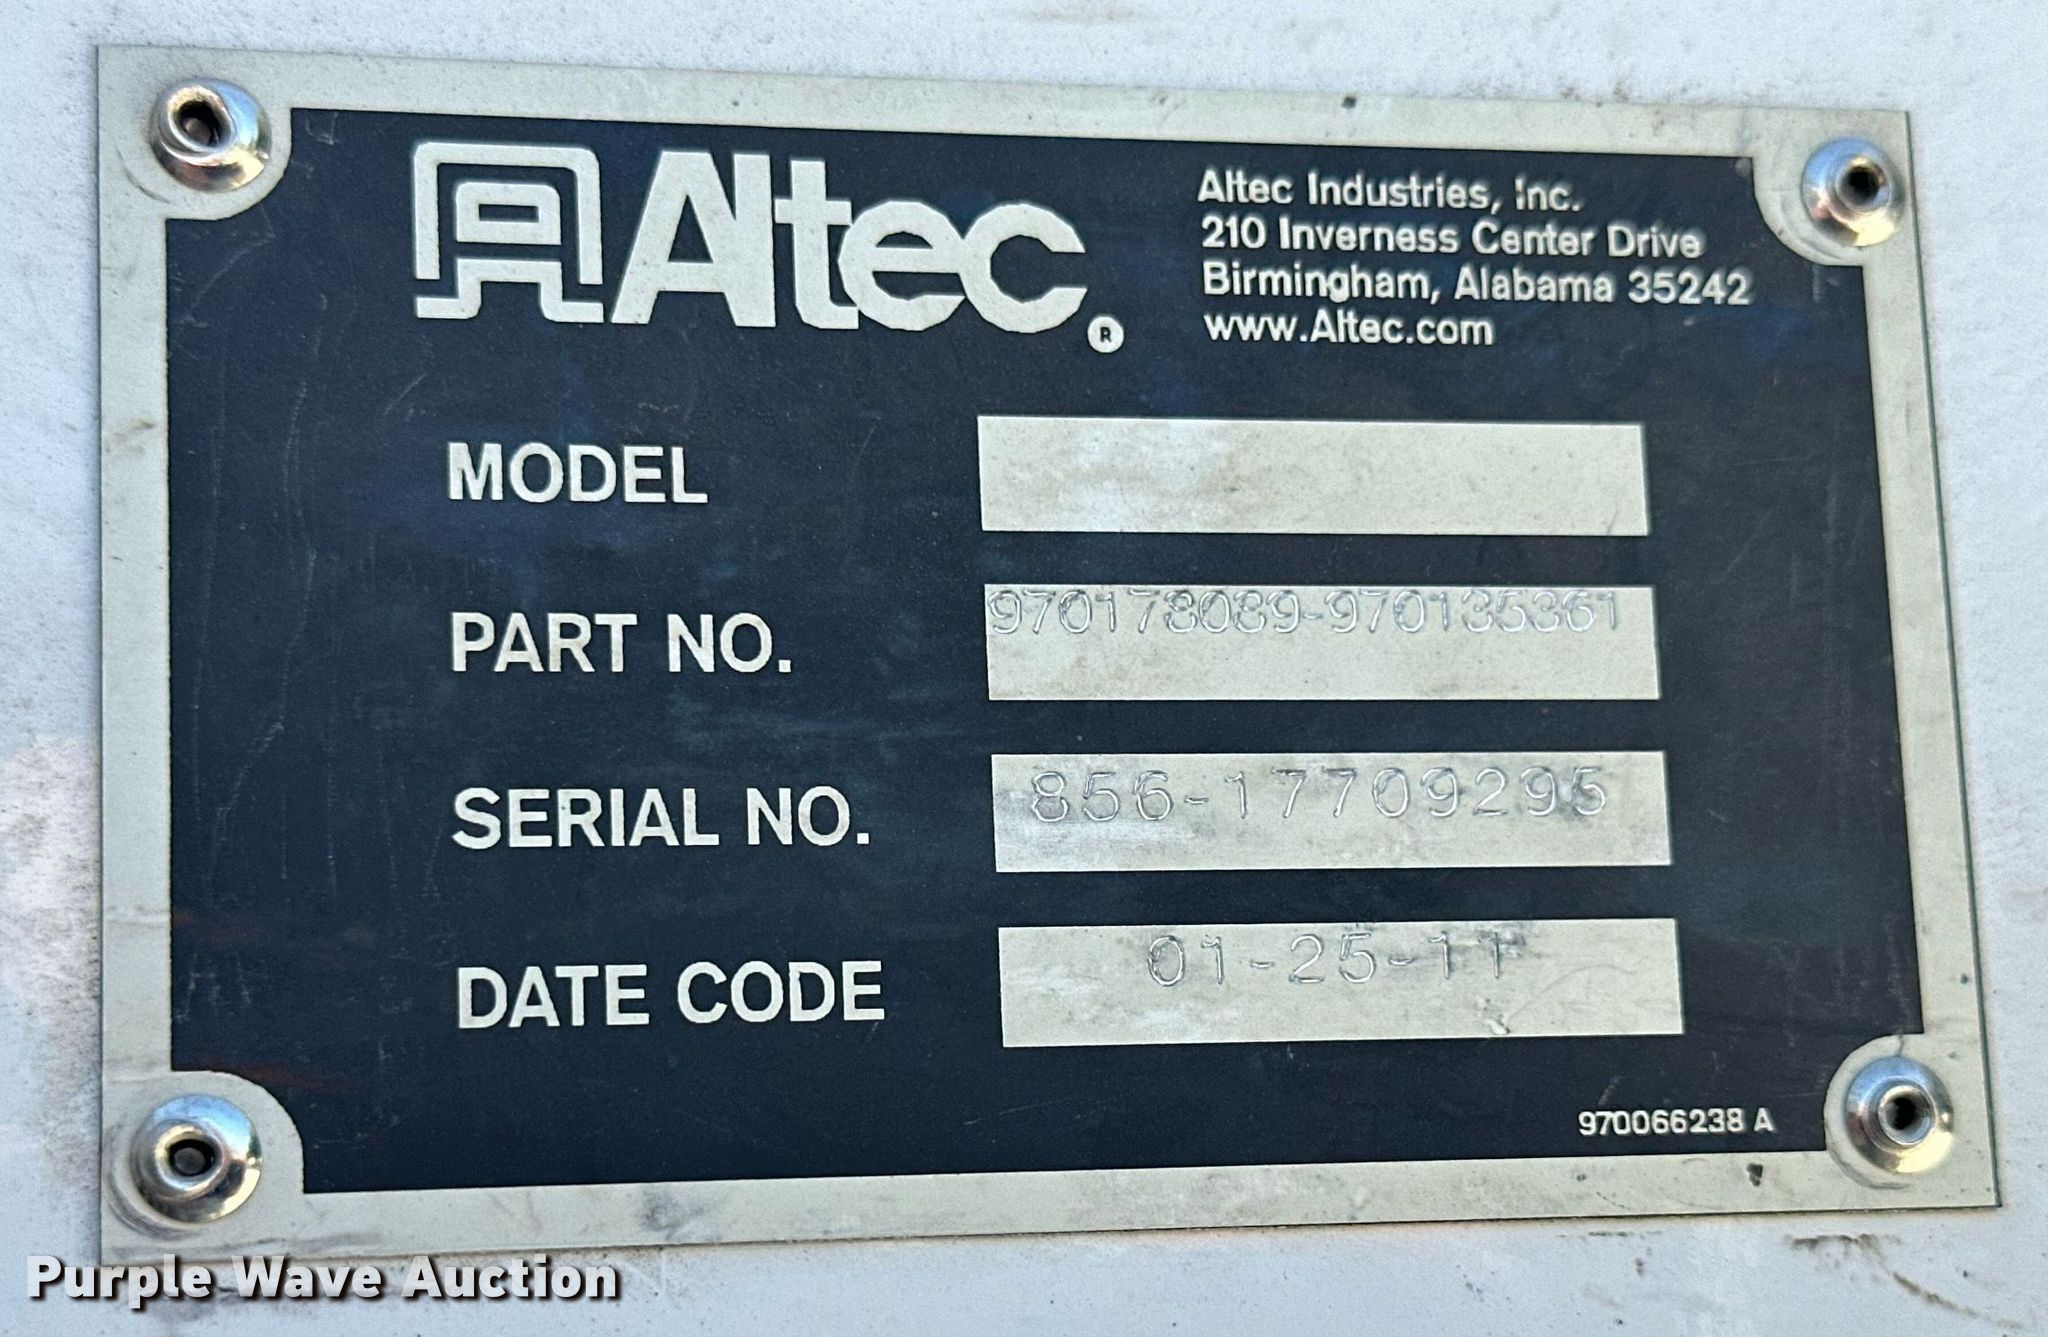 Altec ®
Altec Industries, Inc.
210 Inverness Center Drive
Birmingham, Alabama 35242
www.Altec.com
MODEL
PART NO. 970178089-970135361
SERIAL NO. 856-17709295
DATE CODE 01-25-11
970066238 A
Purple Wave Auction